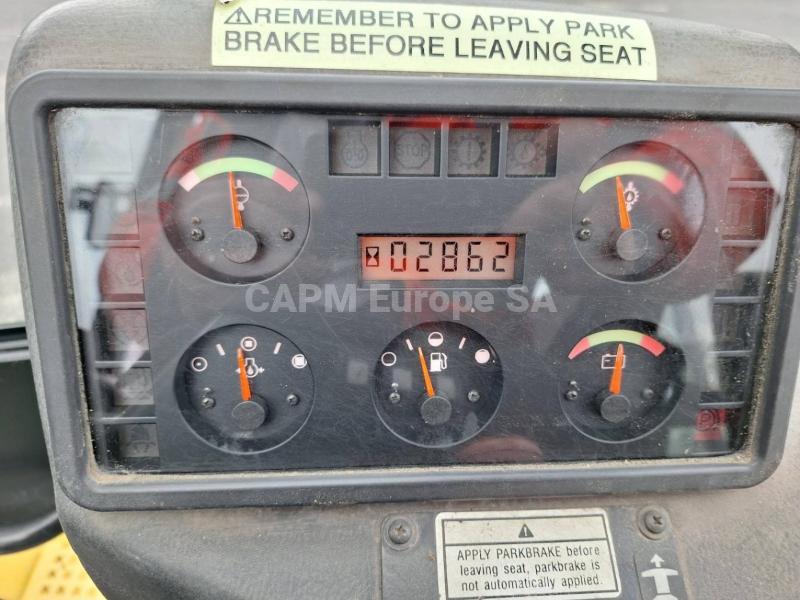 ⚠REMEMBER TO APPLY PARK
BRAKE BEFORE LEAVING SEAT
STOP
02862
CAPM Europe SA
APPLY PARKBRAKE before
leaving seat, parkbrake is
not automatically applied.